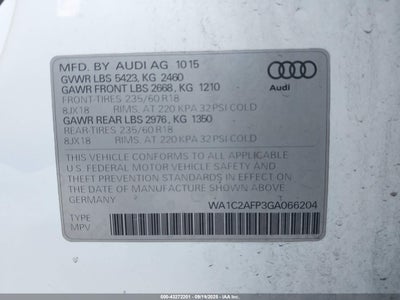 MFD. BY AUDI AG 10 15
GVWR LBS 5423, KG 2460
GAWR FRONT LBS 2668, KG 1210
FRONT-TIRES 235/60 R18
8JX18 RIMS. AT 220 KPA 32 PSI COLD
GAWR REAR LBS 2976, KG 1350
REAR-TIRES 235/60 R18
8JX18 RIMS. AT 220 KPA 32 PSI COLD
Audi
THIS VEHICLE CONFORMS TO ALL APPLICABLE
U.S. FEDERAL MOTOR VEHICLE SAFETY AND
THEFT PREVENTION STANDARDS IN EFFECT ON
THE DATE OF MANUFACTURE SHOWN ABOVE.
WA1C2AFP3GA066204
TYPE
MPV
GERMANY